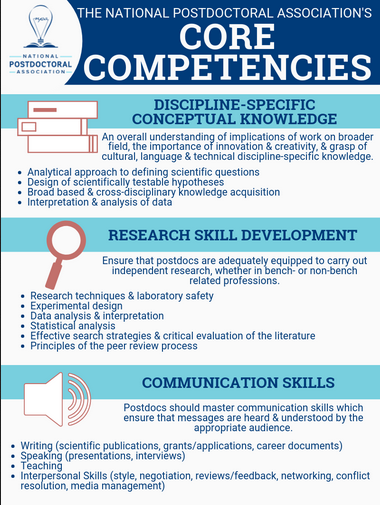 NATIONAL
POSTDOCTORAL
ASSOCIATION
THE NATIONAL POSTDOCTORAL ASSOCIATION'S
CORE
COMPETENCIES
DISCIPLINE-SPECIFIC
CONCEPTUAL KNOWLEDGE
An overall understanding of implications of work on broader
field, the importance of innovation & creativity, & grasp of
cultural, language & technical discipline-specific knowledge.
• Analytical approach to defining scientific questions
• Design of scientifically testable hypotheses
• Broad based & cross-disciplinary knowledge acquisition
• Interpretation & analysis of data
RESEARCH SKILL DEVELOPMENT
Ensure that postdocs are adequately equipped to carry out
independent research, whether in bench- or non-bench
related professions.
• Research techniques & laboratory safety
• Experimental design
• Data analysis & interpretation
• Statistical analysis
• Effective search strategies & critical evaluation of the literature
• Principles of the peer review process
COMMUNICATION SKILLS
Postdocs should master communication skills which
ensure that messages are heard & understood by the
appropriate audience.
• Writing (scientific publications, grants/applications, career documents)
• Speaking (presentations, interviews)
• Teaching
• Interpersonal Skills (style, negotiation, reviews/feedback, networking, conflict
resolution, media management)